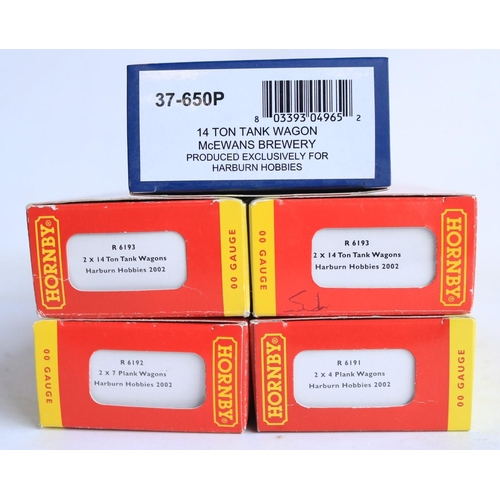 37-650P
8 03393 04965 2
14 TON TANK WAGON
McEWANS BREWERY
PRODUCED EXCLUSIVELY FOR
HARBURN HOBBIES
HORNBY®
R 6193
2 X 14 Ton Tank Wagons
Harburn Hobbies 2002
00 GAUGE
00 GAUGE
R 6193
2 X 14 Ton Tank Wagons
Harburn Hobbies 2002
HORNBY®
00 GAUGE
R 6192
2 X 7 Plank Wagons
Harburn Hobbies 2002
HORNBY®
HORNBY®
R 6191
2 X 4 Plank Wagons
Harburn Hobbies 2002
00 GAUGE